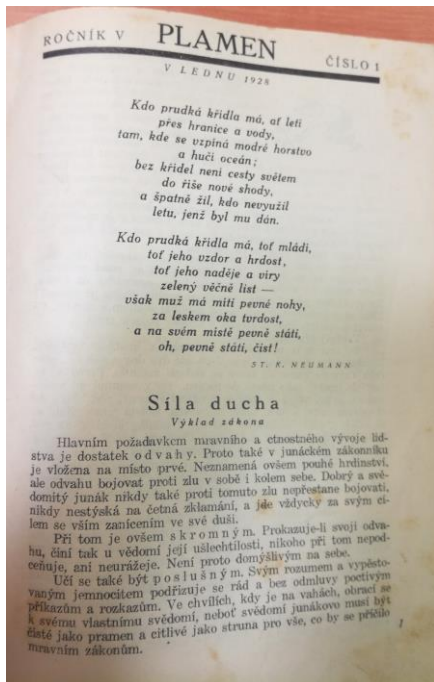 ROČNÍK V PLAMEN ČÍSLO 1
V LEDNU 1928
Kdo prudká křidla má, ať letí
přes hranice a vody,
tam, kde se vzpíná modré horstvo
a hučí oceán;
bez křídel není cesty světem
do říše nové shody,
a špatně žil, kdo nevyužil
letu, jenž byl mu dán.
Kdo prudká křídla má, toť mládí,
toť jeho vzdor a hrdost,
toť jeho naděje a víry
zelený věčně list —
však muž má míti pevné nohy,
za leskem oka tvrdost,
a na svém místě pevně státi,
oh, pevně státi, čist!
ST. K. NEUMANN
Síla ducha
Výklad zákona
Hlavním požadavkem mravního a ctnostného vývoje lid-
stva je dostatek odvahy. Proto také v junáckém zákonníku
je vložena na místo prvé. Neznamená ovšem pouhé hrdinství,
ale odvahu bojovat proti zlu v sobě i kolem sebe. Dobrý a svě-
domitý junák nikdy také proti tomuto zlu nepřestane bojovati,
nikdy nestýská na četná zklamání, a jde vždycky za svým cí-
lem se vším zanícením ve své duši.
Při tom je ovšem skromným. Prokazuje-li svoji odva-
hu, činí tak u vědomí její ušlechtilosti, nikoho při tom nepod-
ceňuje, ani neurážeje. Není proto domýšlivým na sebe.
Učí se také být poslušným. Svým rozumem a vypěsto-
vaným jemnocitem podřizuje se rád a bez odmluvy poctivým
příkazům a rozkazům. Ve chvílích, kdy je na vahách, obrací se
k svému vlastnímu svědomí, neboť svědomí junákovo musí být
čisté jako pramen a citlivé jako struna pro vše, co by se příčilo
mravním zákonům.
1